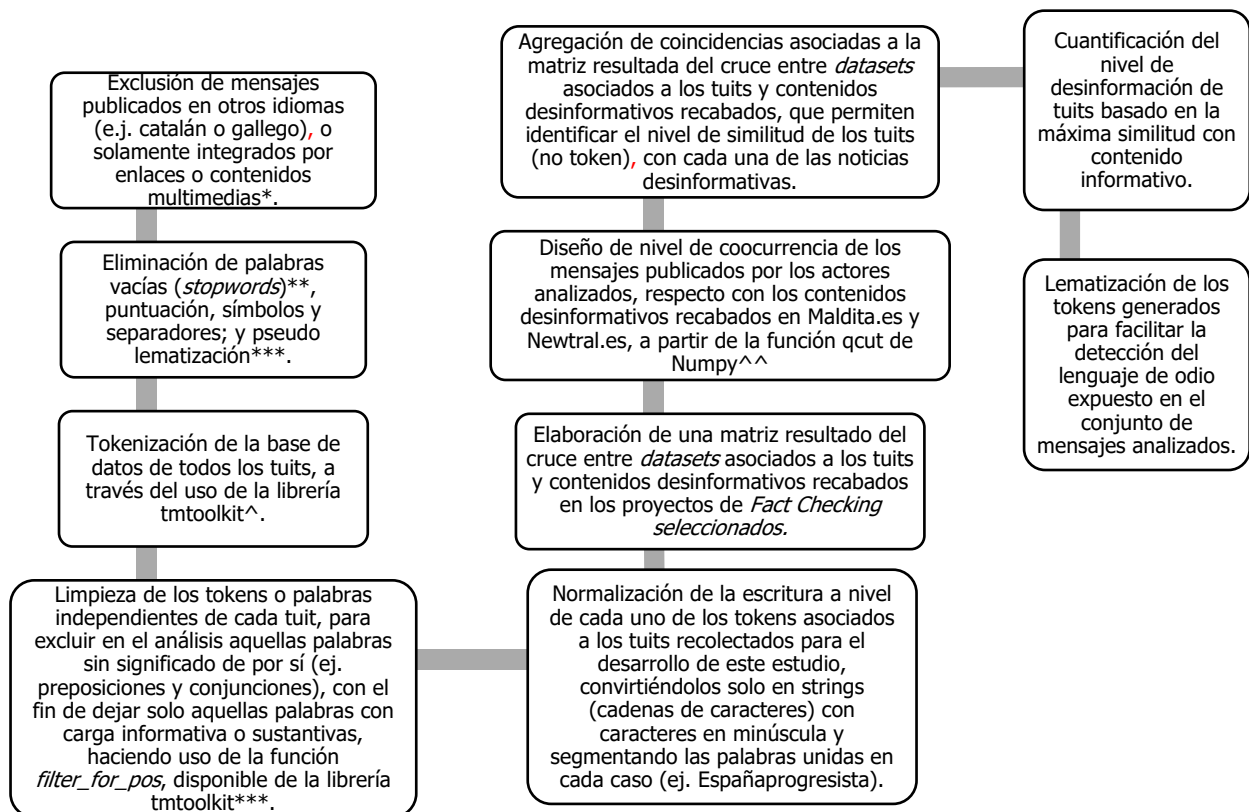 Exclusión de mensajes
publicados en otros idiomas
(e.j. catalán o gallego), o
solamente integrados por
enlaces o contenidos
multimedias*.
Eliminación de palabras
vacías (stopwords)**,
puntuación, símbolos y
separadores; y pseudo
lematización***.
Tokenización de la base de
datos de todos los tuits, a
través del uso de la librería
tmtoolkit^.
Limpieza de los tokens o palabras
independientes de cada tuit, para
excluir en el análisis aquellas palabras
sin significado de por sí (ej.
preposiciones y conjunciones), con el
fin de dejar solo aquellas palabras con
carga informativa o sustantivas,
haciendo uso de la función
filter_for_pos, disponible de la librería
tmtoolkit***.
Normalización de la escritura a nivel
de cada uno de los tokens asociados
a los tuits recolectados para el
desarrollo de este estudio,
convirtiéndolos solo en strings
(cadenas de caracteres) con
caracteres en minúscula y
segmentando las palabras unidas en
cada caso (ej. Españaprogresista).
Elaboración de una matriz resultado del
cruce entre datasets asociados a los tuits
y contenidos desinformativos recabados
en los proyectos de Fact Checking
seleccionados.
Diseño de nivel de coocurrencia de los
mensajes publicados por los actores
analizados, respecto con los contenidos
desinformativos recabados en Maldita.es y
Newtral.es, a partir de la función qcut de
Numpy^^
Agregación de coincidencias asociadas a la
matriz resultada del cruce entre datasets
asociados a los tuits y contenidos
desinformativos recabados, que permiten
identificar el nivel de similitud de los tuits
(no token), con cada una de las noticias
desinformativas.
Cuantificación del
nivel de
desinformación de
tuits basado en la
máxima similitud con
contenido
informativo.
Lematización de los
tokens generados
para facilitar la
detección del
lenguaje de odio
expuesto en el
conjunto de
mensajes analizados.